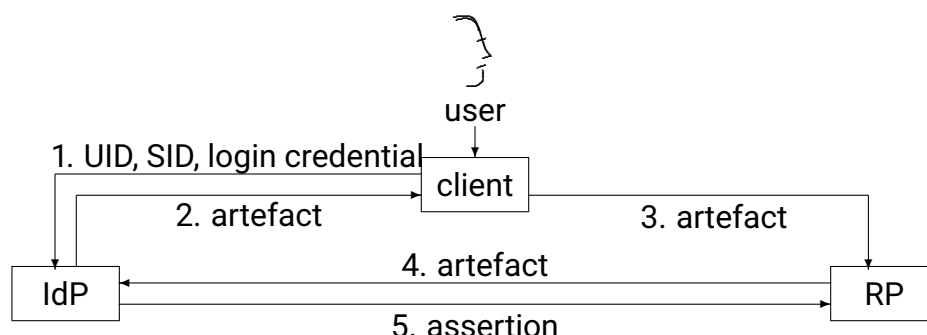 user
1. UID, SID, login credential
client
2. artefact
3. artefact
4. artefact
IdP
RP
5. assertion